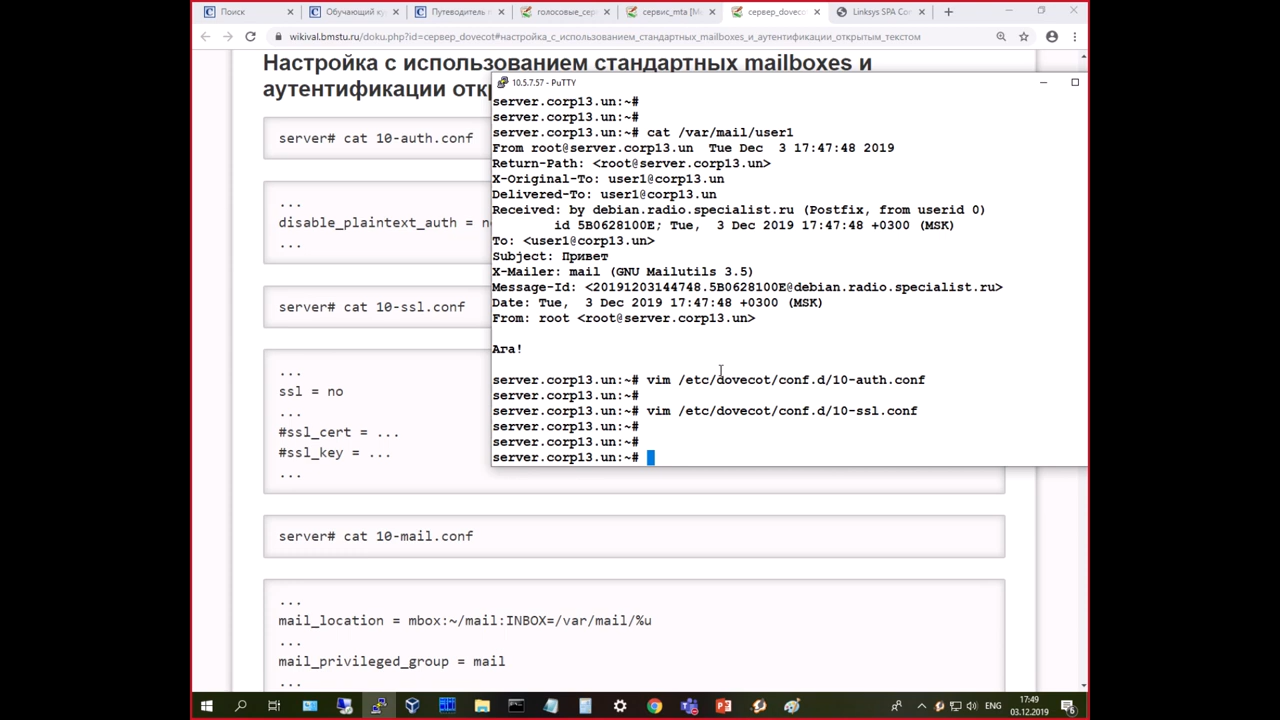 Поиск
Обучающий ку
Путеводитель
голосовые_сер
сервис_mta [М
сервер_dovec
Linksys SPA Co
wikival.bmstu.ru/doku.php?id=сервер_dovecot#настройка_с_использованием_стандартных_mailboxes_и_аутентификации_открытым_текстом
Настройка с использованием стандартных mailboxes и
аутентификации отк
server# cat 10-auth.conf
...
disable_plaintext_auth = n
...
server# cat 10-ssl.conf
...
ssl = no
...
#ssl_cert = ...
#ssl_key = ...
...
server# cat 10-mail.conf
...
mail_location = mbox:~/mail:INBOX=/var/mail/%u
...
mail_privileged_group = mail
...
10.5.7.57 - PuTTY
server.corp13.un:~#
server.corp13.un:~#
server.corp13.un:~# cat /var/mail/user1
From root@server.corp13.un  Tue Dec  3 17:47:48 2019
Return-Path: <root@server.corp13.un>
X-Original-To: user1@corp13.un
Delivered-To: user1@corp13.un
Received: by debian.radio.specialist.ru (Postfix, from userid 0)
id 5B0628100E; Tue,  3 Dec 2019 17:47:48 +0300 (MSK)
To: <user1@corp13.un>
Subject: Привет
X-Mailer: mail (GNU Mailutils 3.5)
Message-Id: <20191203144748.5B0628100E@debian.radio.specialist.ru>
Date: Tue,  3 Dec 2019 17:47:48 +0300 (MSK)
From: root <root@server.corp13.un>
Ага!
server.corp13.un:~# vim /etc/dovecot/conf.d/10-auth.conf
server.corp13.un:~#
server.corp13.un:~# vim /etc/dovecot/conf.d/10-ssl.conf
server.corp13.un:~#
server.corp13.un:~#
server.corp13.un:~#
ENG
17:49
03.12.2019
6